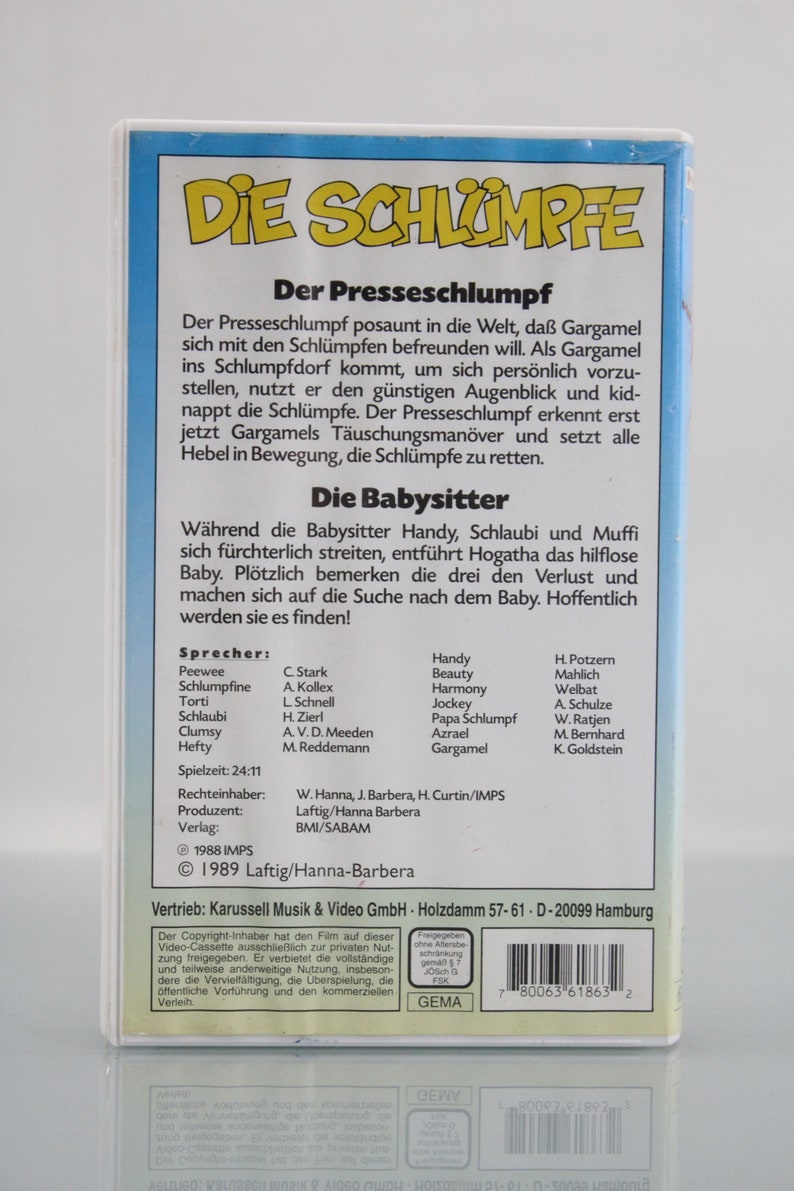 DIE SCHLÜMPFE
Der Presseschlumpf
Der Presseschlumpf posaunt in die Welt, daß Gargamel
sich mit den Schlümpfen befreunden will. Als Gargamel
ins Schlumpfdorf kommt, um sich persönlich vorzu-
stellen, nutzt er den günstigen Augenblick und kid-
nappt die Schlümpfe. Der Presseschlumpf erkennt erst
jetzt Gargamels Täuschungsmanöver und setzt alle
Hebel in Bewegung, die Schlümpfe zu retten.
Die Babysitter
Während die Babysitter Handy, Schlaubi und Muffi
sich fürchterlich streiten, entführt Hogatha das hilflose
Baby. Plötzlich bemerken die drei den Verlust und
machen sich auf die Suche nach dem Baby. Hoffentlich
werden sie es finden!
Sprecher:
Peewee C. Stark
Schlumpfine A. Kollex
Torti L. Schnell
Schlaubi H. Zierl
Clumsy A. V. D. Meeden
Hefty M. Reddemann
Handy H. Potzern
Beauty Mahlich
Harmony Welbat
Jockey A. Schulze
Papa Schlumpf W. Ratjen
Azrael M. Bernhard
Gargamel K. Goldstein
Spielzeit: 24:11
Rechteinhaber: W. Hanna, J. Barbera, H. Curtin/IMPS
Produzent: Laftig/Hanna Barbera
Verlag: BMI/SABAM
℗ 1988 IMPS
© 1989 Laftig/Hanna-Barbera
Vertrieb: Karussell Musik & Video GmbH · Holzdamm 57-61 · D-20099 Hamburg
Der Copyright-Inhaber hat den Film auf dieser
Video-Cassette ausschließlich zur privaten Nut-
zung freigegeben. Er verbietet die vollständige
und teilweise anderweitige Nutzung, insbeson-
dere die Vervielfältigung, die Überspielung, die
öffentliche Vorführung und den kommerziellen
Verleih.
Freigegeben
ohne Altersbe-
schränkung
gemäß § 7
JÖSch G
FSK
GEMA
7 80063 61863 2